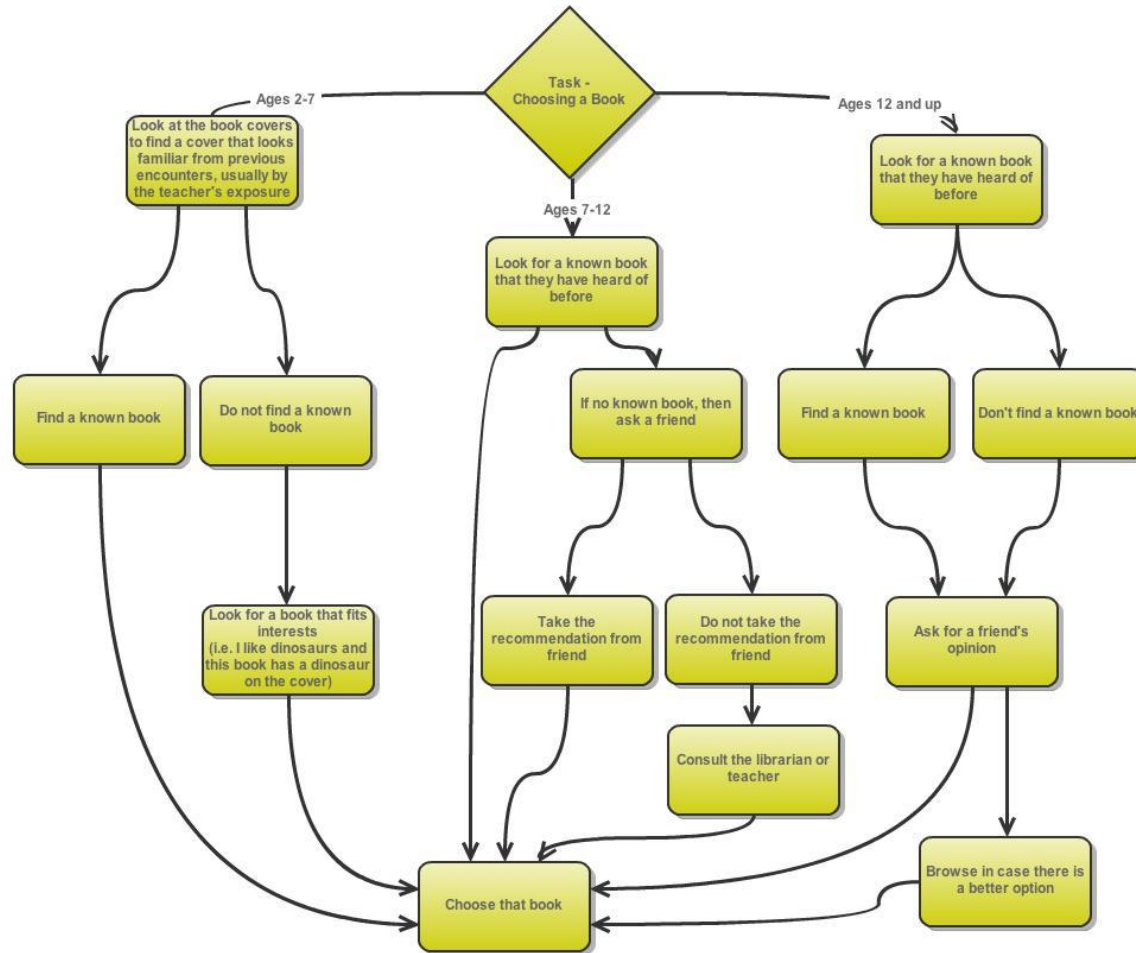 Task -
Choosing a Book
Ages 2-7
Look at the book covers
to find a cover that looks
familiar from previous
encounters, usually by
the teacher's exposure
Ages 7-12
Look for a known book
that they have heard of
before
Ages 12 and up
Look for a known book
that they have heard of
before
Find a known book
Do not find a known
book
If no known book, then
ask a friend
Find a known book
Don't find a known book
Look for a book that fits
interests
(i.e. I like dinosaurs and
this book has a dinosaur
on the cover)
Take the
recommendation from
friend
Do not take the
recommendation from
friend
Ask for a friend's
opinion
Consult the librarian or
teacher
Browse in case there is
a better option
Choose that book